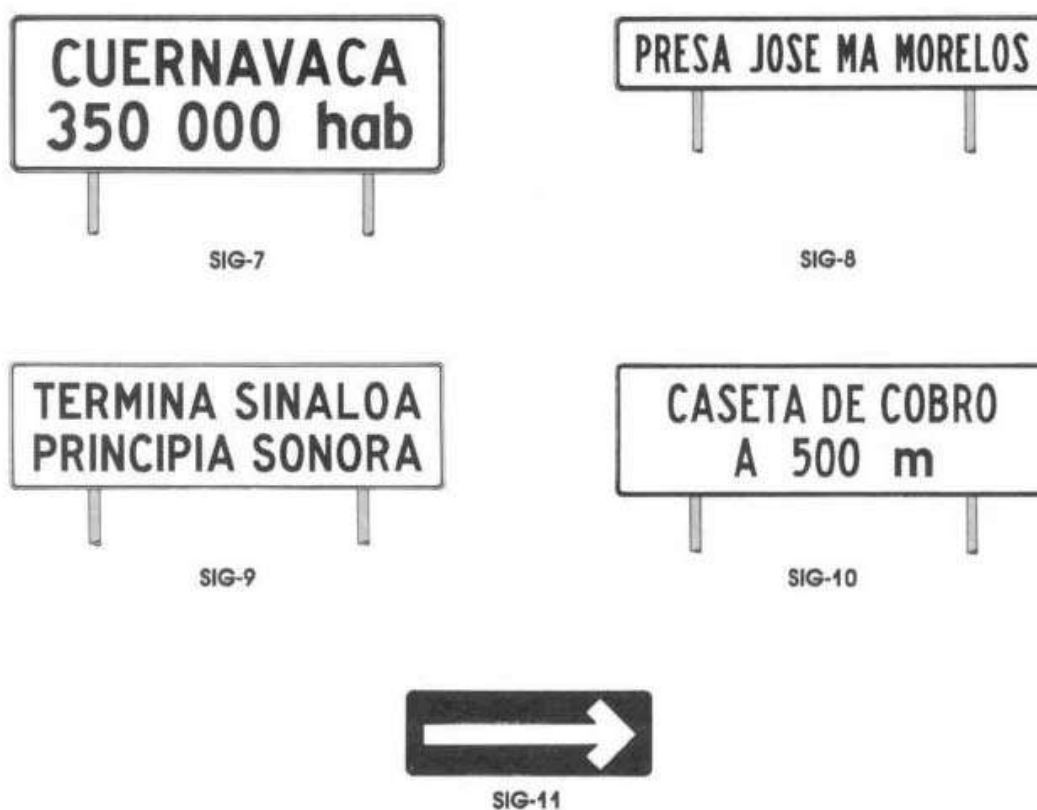 CUERNAVACA
350 000 hab
SIG-7
PRESA JOSE MA MORELOS
SIG-8
TERMINA SINALOA
PRINCIPIA SONORA
SIG-9
CASETA DE COBRO
A 500 m
SIG-10
SIG-11